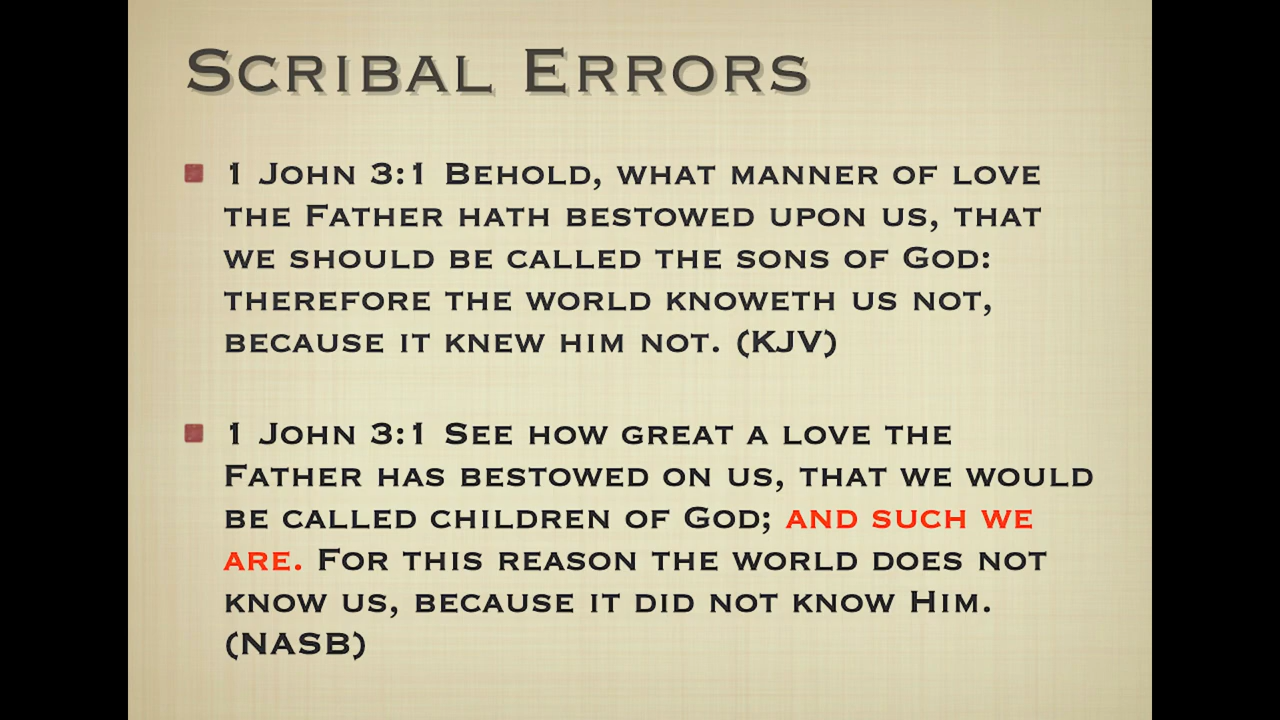 Scribal Errors
1 John 3:1 Behold, what manner of love
the Father hath bestowed upon us, that
we should be called the sons of God:
therefore the world knoweth us not,
because it knew him not. (KJV)
1 John 3:1 See how great a love the
Father has bestowed on us, that we would
be called children of God; and such we
are. For this reason the world does not
know us, because it did not know Him.
(NASB)